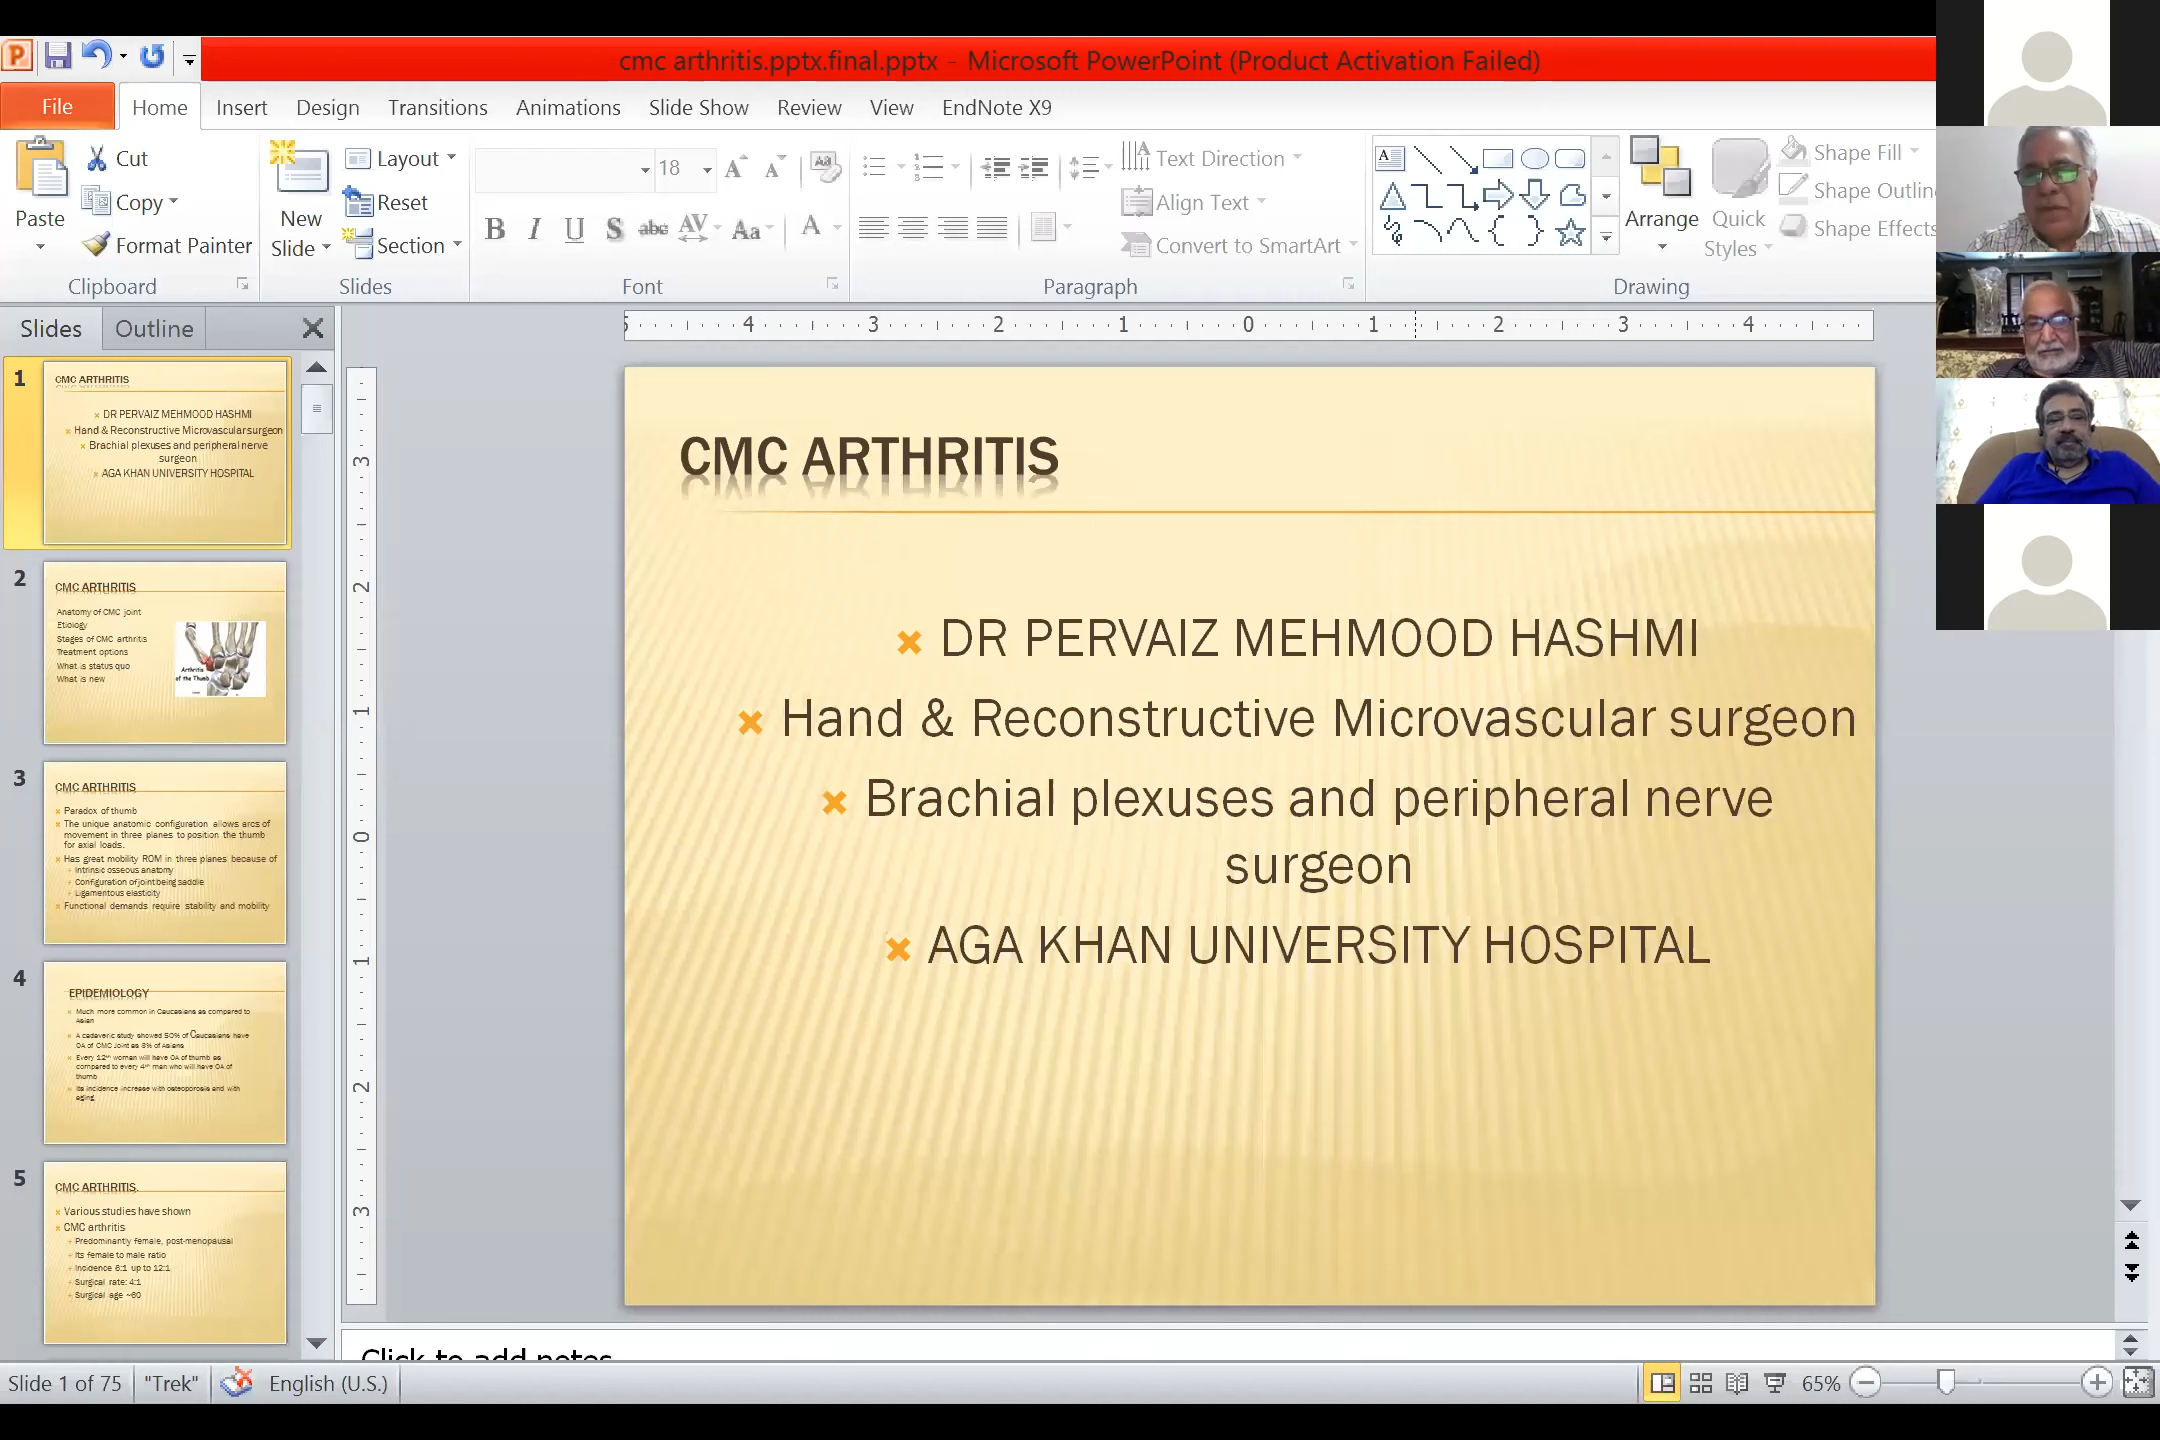 cmc arthritis.pptx.final.pptx - Microsoft PowerPoint (Product Activation Failed)
File Home Insert Design Transitions Animations Slide Show Review View EndNote X9
Paste
Cut
Copy
Format Painter
Clipboard
New Slide
Layout
Reset
Section
Slides
18
B I U S abc AV Aa A
Font
Text Direction
Align Text
Convert to SmartArt
Paragraph
Arrange
Quick Styles
Shape Fill
Shape Outlin
Shape Effects
Drawing
Slides Outline
4 3 2 1 0 1 2 3 4
3
2
1
0
1
2
3
1
CMC ARTHRITIS
DR PERVAIZ MEHMOOD HASHMI
Hand & Reconstructive Microvascular surgeon
Brachial plexuses and peripheral nerve
surgeon
AGA KHAN UNIVERSITY HOSPITAL
2
CMC ARTHRITIS
Anatomy of CMC joint
Etiology
Stages of CMC arthritis
Treatment options
What is status quo
What is new
Arthritis
of the Thumb
3
CMC ARTHRITIS
Paradox of thumb
The unique anatomic configuration allows arcs of
movement in three planes to position the thumb
for axial loads.
Has great mobility ROM in three planes because of
Intrinsic osseous anatomy
Configuration of joint being saddle
Ligamentous elasticity
Functional demands require stability and mobility
4
EPIDEMIOLOGY
Much more common in Caucasians as compared to
Asian
A cadaveric study showed 50% of Caucasians have
OA of CMC Joint as of Asians
Every 12th woman will have OA of thumb as
compared to every 4th man who will have OA of
thumb
Its incidence increase with osteoporosis and with
aging
5
CMC ARTHRITIS.
Various studies have shown
CMC arthritis
Predominantly female, post-menopausal
Its female to male ratio
Incidence 6:1 up to 12:1
Surgical rate: 4:1
Surgical age ~60
CMC ARTHRITIS
DR PERVAIZ MEHMOOD HASHMI
Hand & Reconstructive Microvascular surgeon
Brachial plexuses and peripheral nerve
surgeon
AGA KHAN UNIVERSITY HOSPITAL
Click to add notes
Slide 1 of 75 "Trek" English (U.S.) 65%